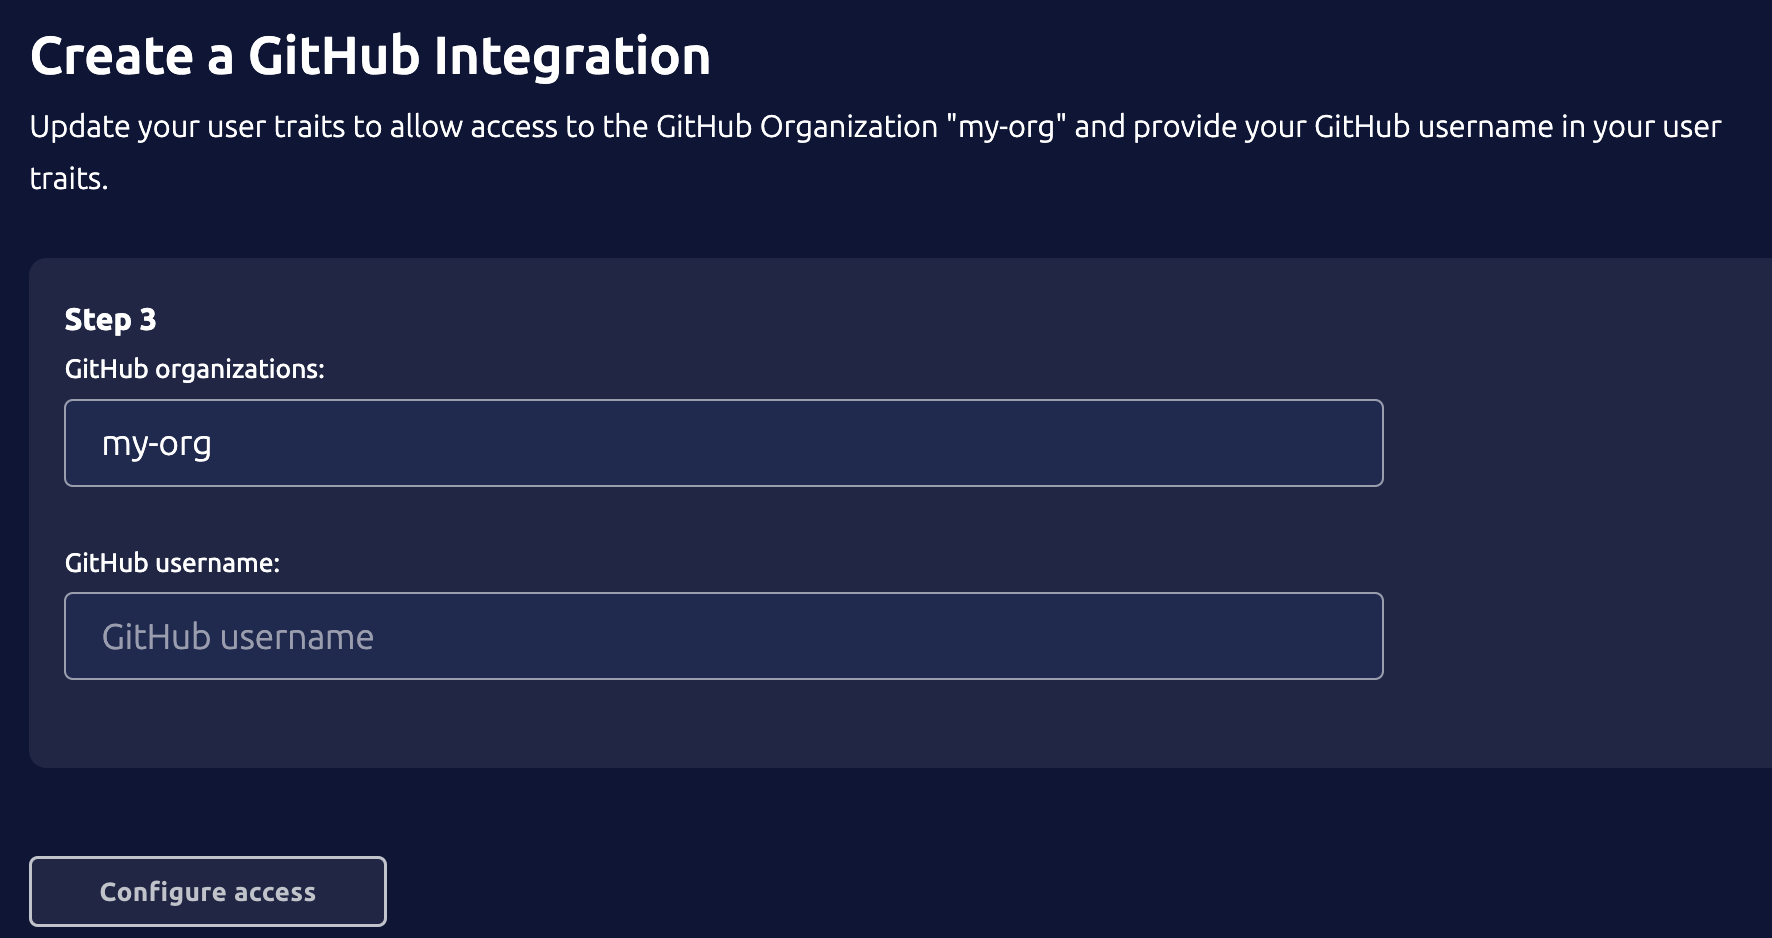 Create a GitHub Integration
Update your user traits to allow access to the GitHub Organization "my-org" and provide your GitHub username in your user
traits.
Step 3
GitHub organizations:
my-org
GitHub username:
GitHub username
Configure access